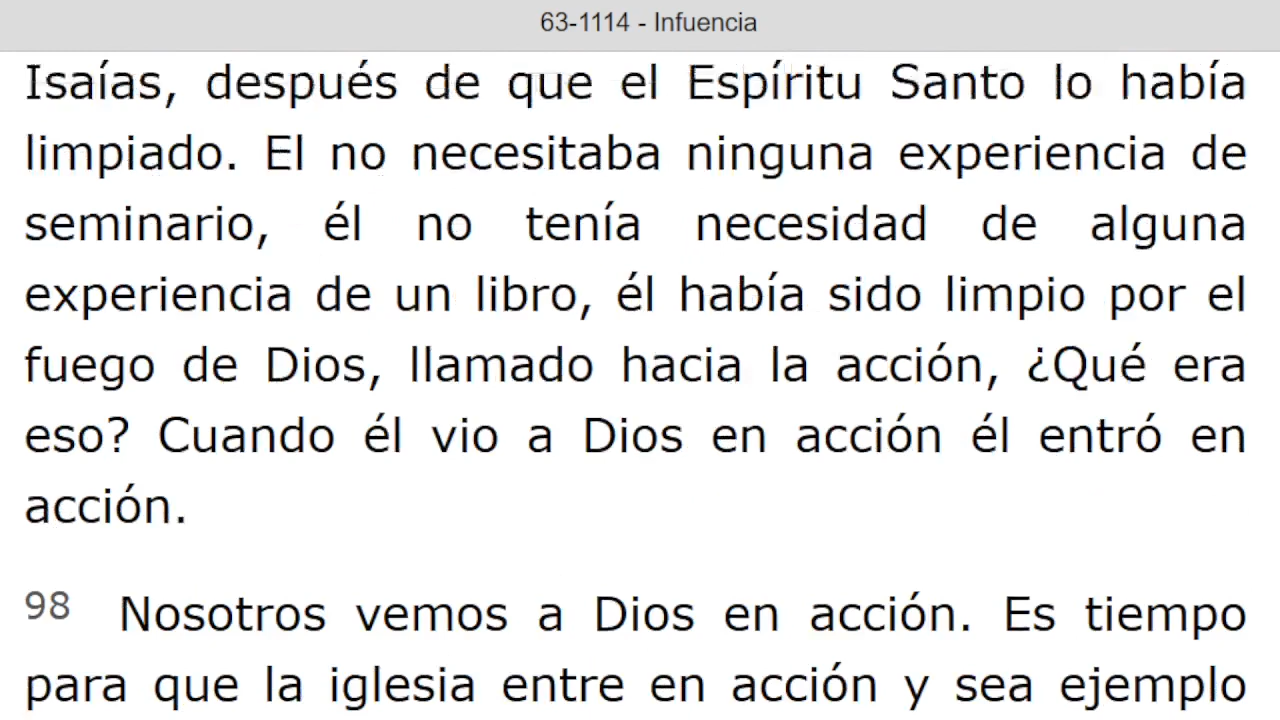 63-1114 - Infuencia
Isaías, después de que el Espíritu Santo lo había
limpiado. El no necesitaba ninguna experiencia de
seminario, él no tenía necesidad de alguna
experiencia de un libro, él había sido limpio por el
fuego de Dios, llamado hacia la acción, ¿Qué era
eso? Cuando él vio a Dios en acción él entró en
acción.
98 Nosotros vemos a Dios en acción. Es tiempo
para que la iglesia entre en acción y sea ejemplo